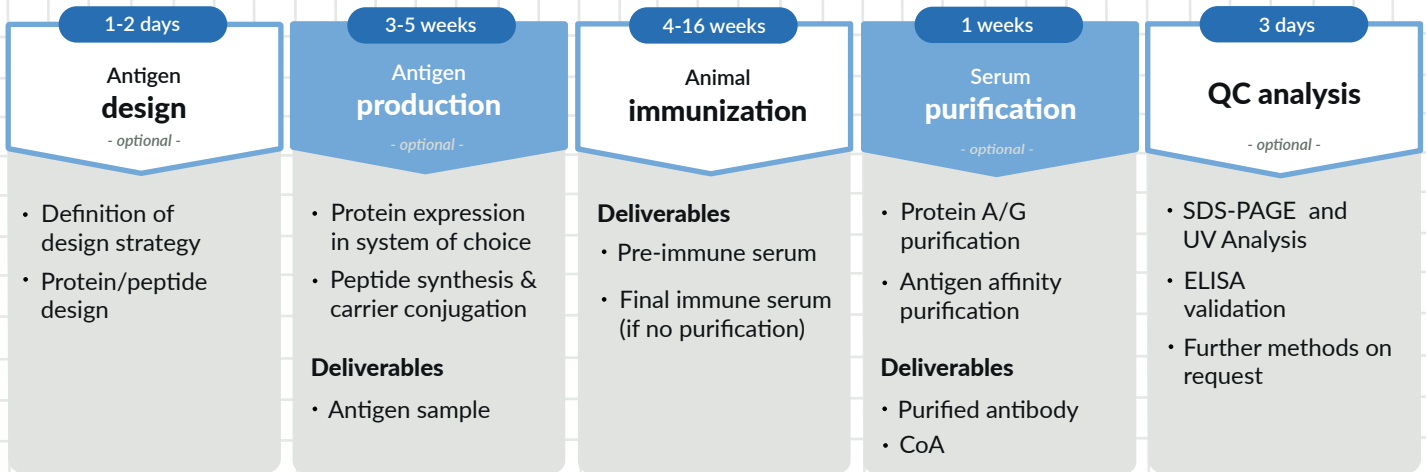 1-2 days
Antigen
design
- optional -
• Definition of
design strategy
• Protein/peptide
design
3-5 weeks
Antigen
production
- optional -
• Protein expression
in system of choice
• Peptide synthesis &
carrier conjugation
Deliverables
• Antigen sample
4-16 weeks
Animal
immunization
Deliverables
• Pre-immune serum
• Final immune serum
(if no purification)
1 weeks
Serum
purification
- optional -
• Protein A/G
purification
• Antigen affinity
purification
Deliverables
• Purified antibody
• CoA
3 days
QC analysis
- optional -
• SDS-PAGE and
UV Analysis
• ELISA
validation
• Further methods on
request